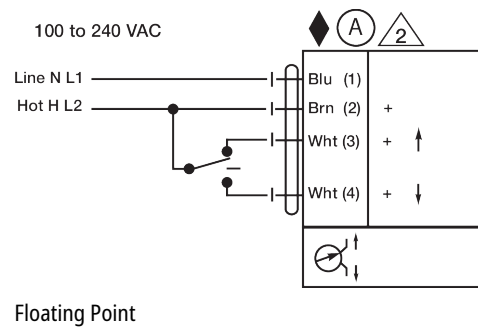 100 to 240 VAC
A
2
Line N L1
Blu (1)
Hot H L2
Brn (2) +
Wht (3) +
Wht (4) +
Floating Point